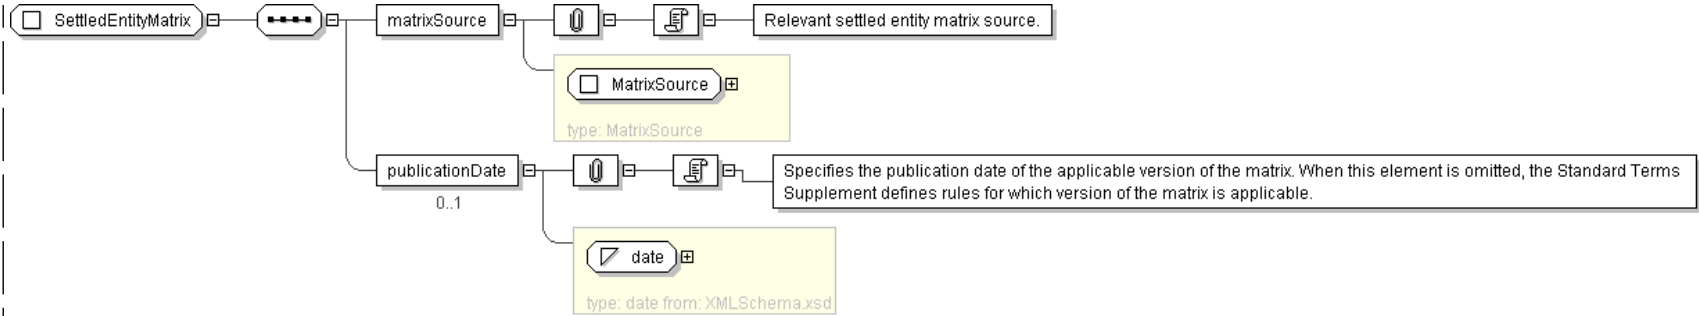 SettledEntityMatrix
matrixSource
Relevant settled entity matrix source.
MatrixSource
type: MatrixSource
publicationDate
0..1
Specifies the publication date of the applicable version of the matrix. When this element is omitted, the Standard Terms
Supplement defines rules for which version of the matrix is applicable.
date
type: date from: XMLSchema.xsd